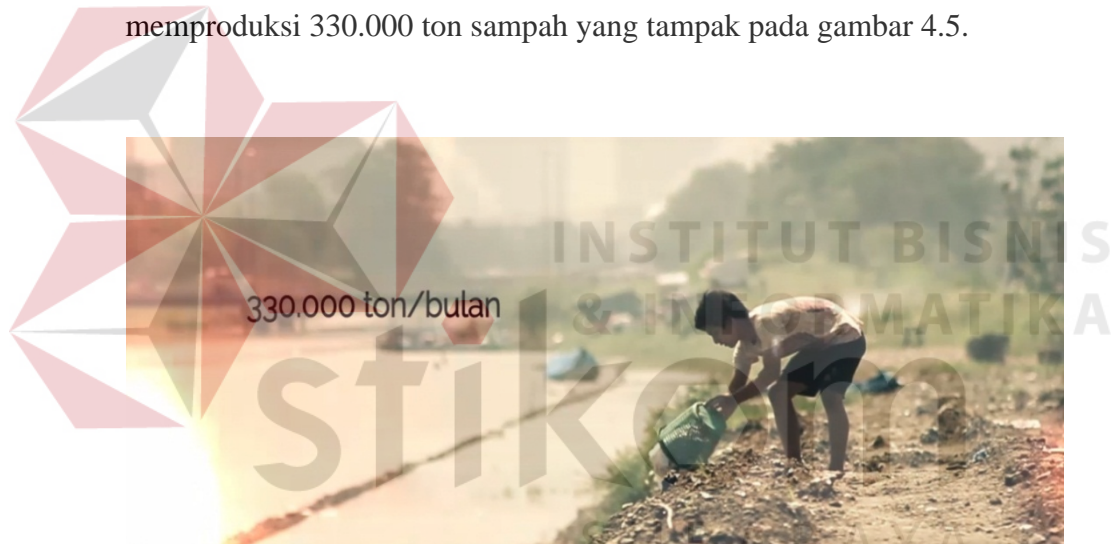 memproduksi 330.000 ton sampah yang tampak pada gambar 4.5.
INSTITUT BISNIS
& INFORMATIKA
330.000 ton/bulan
stikom